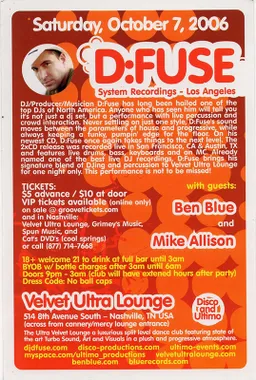 Saturday, October 7, 2006
D:FUSE
System Recordings - Los Angeles
DJ/Producer/Musician D:Fuse has long been hailed one of the
top DJs of North America. Anyone who has seen him will tell you
it's not just a dj set, but a performance with live percussion and
crowd interaction. Never settling on just one style, D:Fuse's sound
moves between the parameters of house and progressive, while
always keeping a funky, pumpin' edge for the floor. On his
newest CD, D:Fuse once again takes things to the next level. The
2xCD release was recorded live in San Francisco, CA & Austin, TX
and features live drums, bass, keyboards and an MC. Already
named one of the best live DJ recordings, D:Fuse brings his
signature blend of DJing and percussion to Velvet Ultra Lounge
for one night only. This performance is not to be missed!
TICKETS:
$5 advance / $10 at door
VIP tickets available (online only)
on sale @ groovetickets.com
and in Nashville:
Velvet Ultra Lounge, Grimey's Music,
Spun Music, and
Cat's DVD's (cool springs)
or call (877) 714-7668
with guests:
Ben Blue
and
Mike Allison
18+ welcome 21 to drink at full bar until 3am
BYOB w/ bottle charges after 3am until 6am
Doors 9pm - 3am (club will have extended hours after party)
Dress Code: No ball caps
Velvet Ultra Lounge
514 8th Avenue South – Nashville, TN USA
(across from cannery/mercy lounge entrance)
Disco
and
Ultimo
The Ultra Velvet Lounge is a luxurious split level dance club featuring state of
the art Turbo Sound, Art and Visuals in a plush and progressive atmosphere.
djdfuse.com disco-productions.com ultimo-events.com
myspace.com/ultimo_productions velvetultralounge.com
benblue.com bluerecords.com